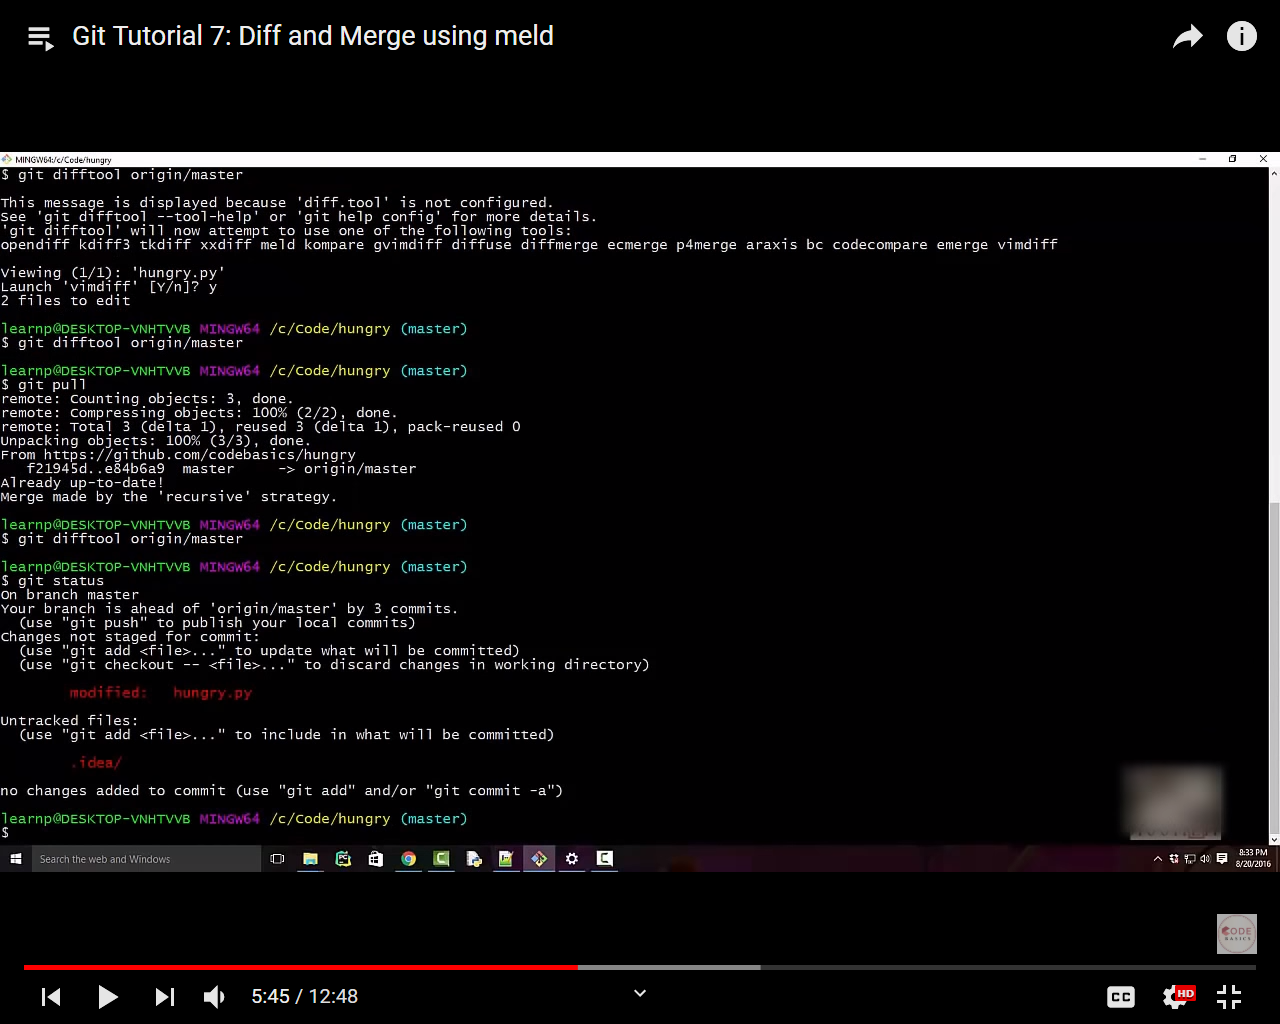 Git Tutorial 7: Diff and Merge using meld
MINGW64:/c/Code/hungry
$ git difftool origin/master
This message is displayed because 'diff.tool' is not configured.
See 'git difftool --tool-help' or 'git help config' for more details.
'git difftool' will now attempt to use one of the following tools:
opendiff kdiff3 tkdiff xxdiff meld kompare gvimdiff diffuse diffmerge ecmerge p4merge araxis bc codecompare emerge vimdiff
Viewing (1/1): 'hungry.py'
Launch 'vimdiff' [Y/n]? y
2 files to edit
learnp@DESKTOP-VNHTVVB MINGW64 /c/Code/hungry (master)
$ git difftool origin/master
learnp@DESKTOP-VNHTVVB MINGW64 /c/Code/hungry (master)
$ git pull
remote: Counting objects: 3, done.
remote: Compressing objects: 100% (2/2), done.
remote: Total 3 (delta 1), reused 3 (delta 1), pack-reused 0
Unpacking objects: 100% (3/3), done.
From https://github.com/codebasics/hungry
f21945d..e84b6a9 master -> origin/master
Already up-to-date!
Merge made by the 'recursive' strategy.
learnp@DESKTOP-VNHTVVB MINGW64 /c/Code/hungry (master)
$ git difftool origin/master
learnp@DESKTOP-VNHTVVB MINGW64 /c/Code/hungry (master)
$ git status
On branch master
Your branch is ahead of 'origin/master' by 3 commits.
(use "git push" to publish your local commits)
Changes not staged for commit:
(use "git add <file>..." to update what will be committed)
(use "git checkout -- <file>..." to discard changes in working directory)
modified: hungry.py
Untracked files:
(use "git add <file>..." to include in what will be committed)
.idea/
no changes added to commit (use "git add" and/or "git commit -a")
learnp@DESKTOP-VNHTVVB MINGW64 /c/Code/hungry (master)
$
Search the web and Windows
8:33 PM
8/20/2016
CODE
BASICS
5:45 / 12:48
CC
HD